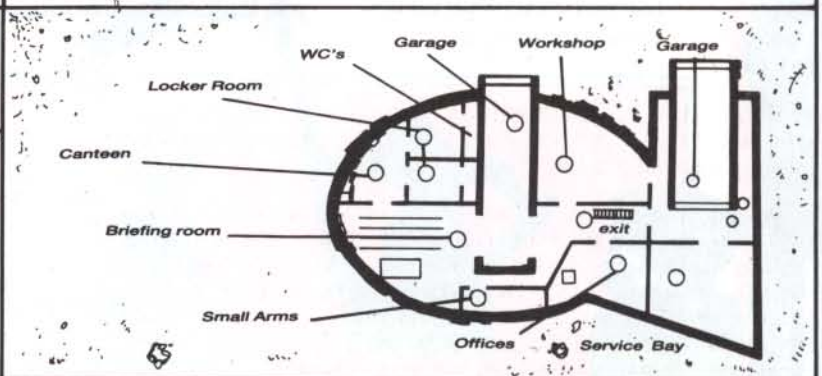 Garage
Workshop
Garage
WC's
Locker Room
Canteen
exit
Briefing room
Small Arms
Offices
Service Bay